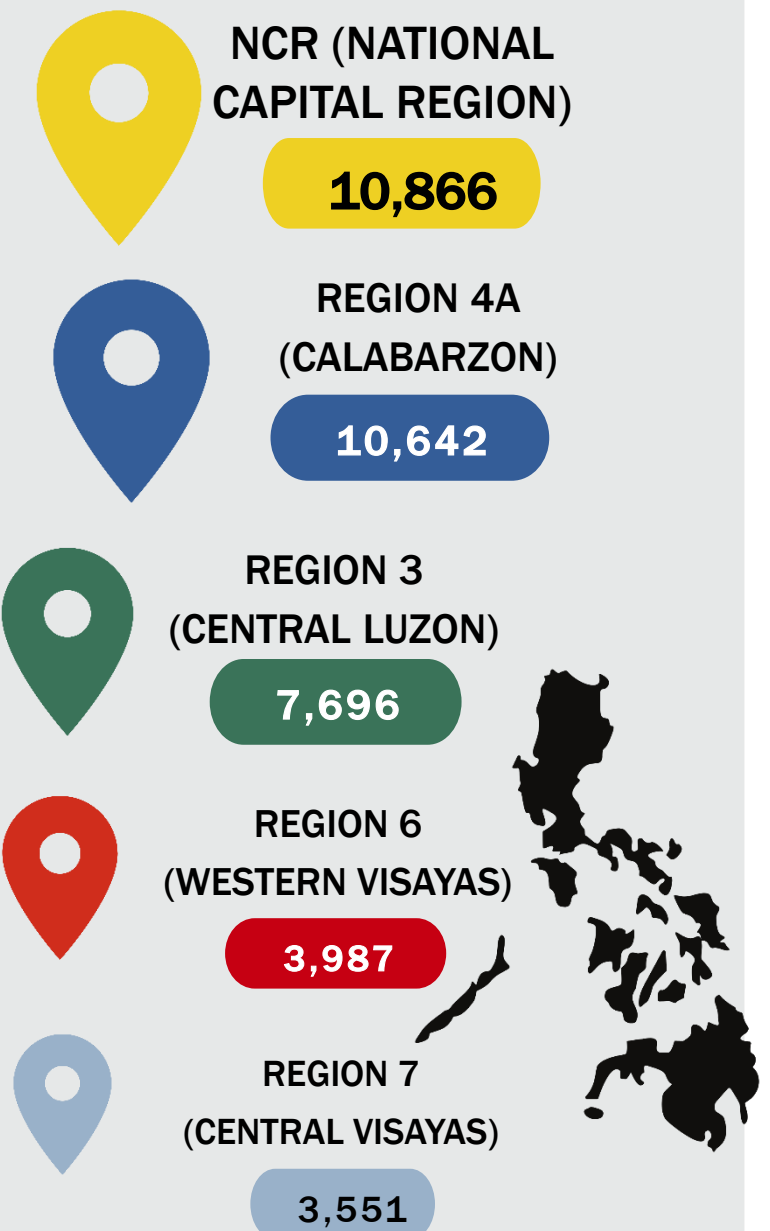 NCR (NATIONAL
CAPITAL REGION)
10,866
REGION 4A
(CALABARZON)
10,642
REGION 3
(CENTRAL LUZON)
7,696
REGION 6
(WESTERN VISAYAS)
3,987
REGION 7
(CENTRAL VISAYAS)
3,551